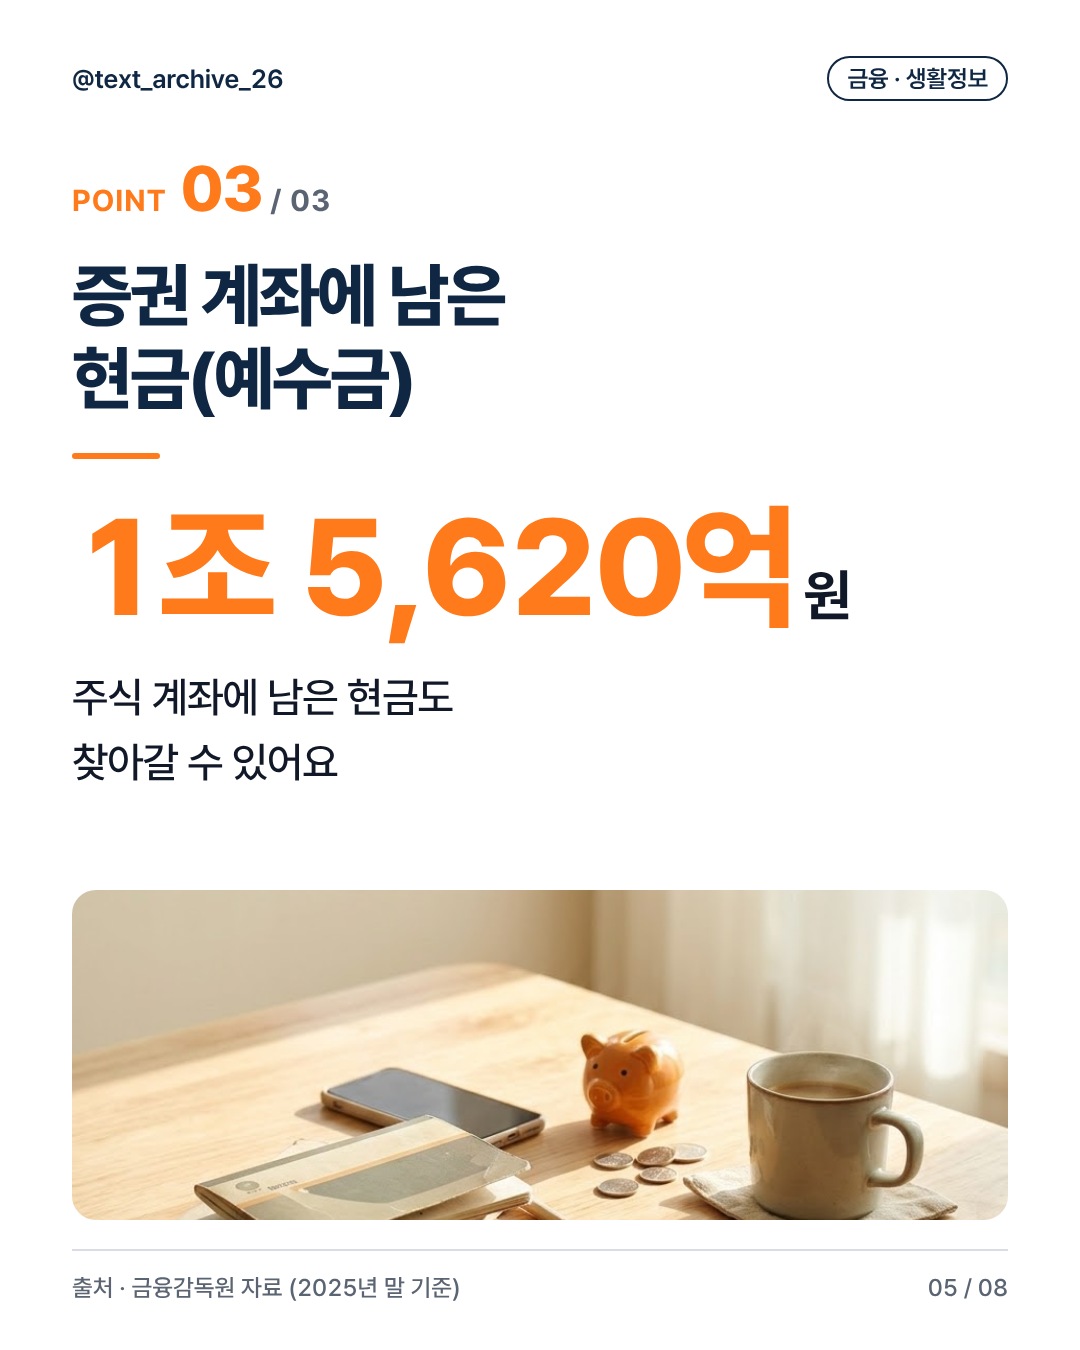 @text_archive_26
금융 · 생활정보
POINT 03 / 03
증권 계좌에 남은
현금(예수금)
1조 5,620억 원
주식 계좌에 남은 현금도
찾아갈 수 있어요
출처 · 금융감독원 자료 (2025년 말 기준)
05 / 08